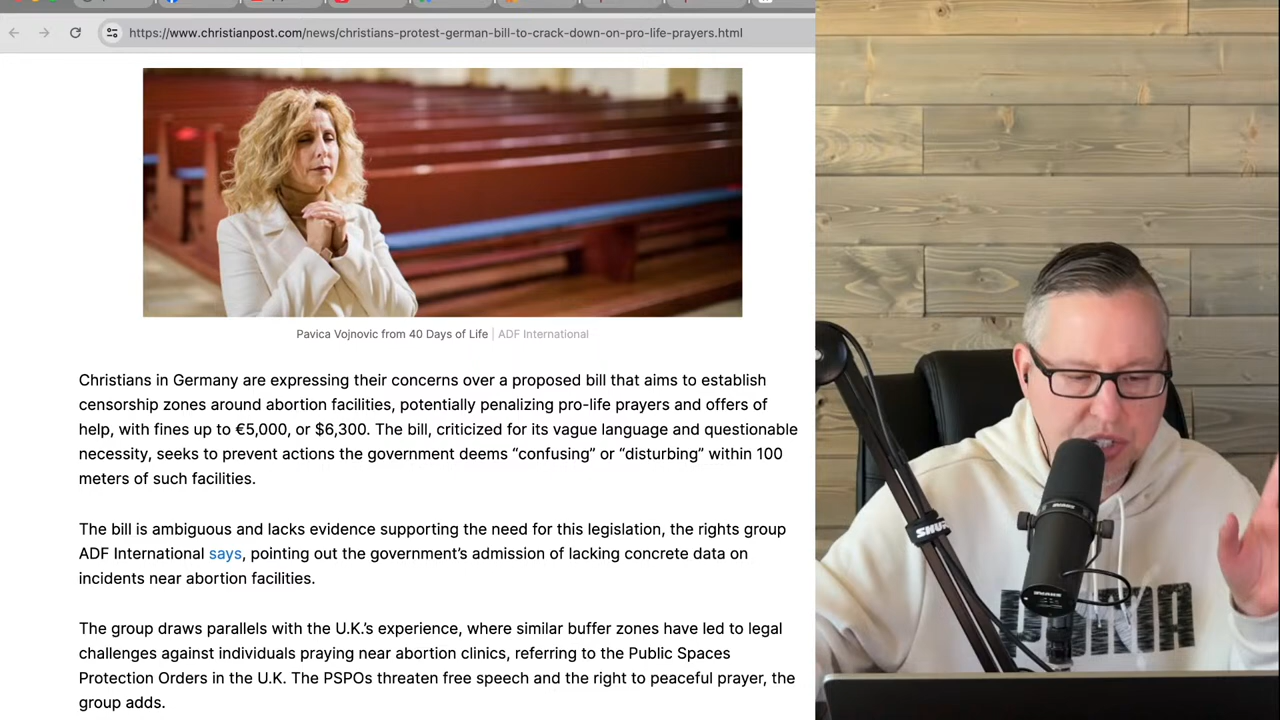 https://www.christianpost.com/news/christians-protest-german-bill-to-crack-down-on-pro-life-prayers.html
Pavica Vojnovic from 40 Days of Life | ADF International
Christians in Germany are expressing their concerns over a proposed bill that aims to establish
censorship zones around abortion facilities, potentially penalizing pro-life prayers and offers of
help, with fines up to €5,000, or $6,300. The bill, criticized for its vague language and questionable
necessity, seeks to prevent actions the government deems “confusing” or “disturbing” within 100
meters of such facilities.
The bill is ambiguous and lacks evidence supporting the need for this legislation, the rights group
ADF International says, pointing out the government’s admission of lacking concrete data on
incidents near abortion facilities.
The group draws parallels with the U.K.’s experience, where similar buffer zones have led to legal
challenges against individuals praying near abortion clinics, referring to the Public Spaces
Protection Orders in the U.K. The PSPOs threaten free speech and the right to peaceful prayer, the
group adds.
SHURE
PUMA